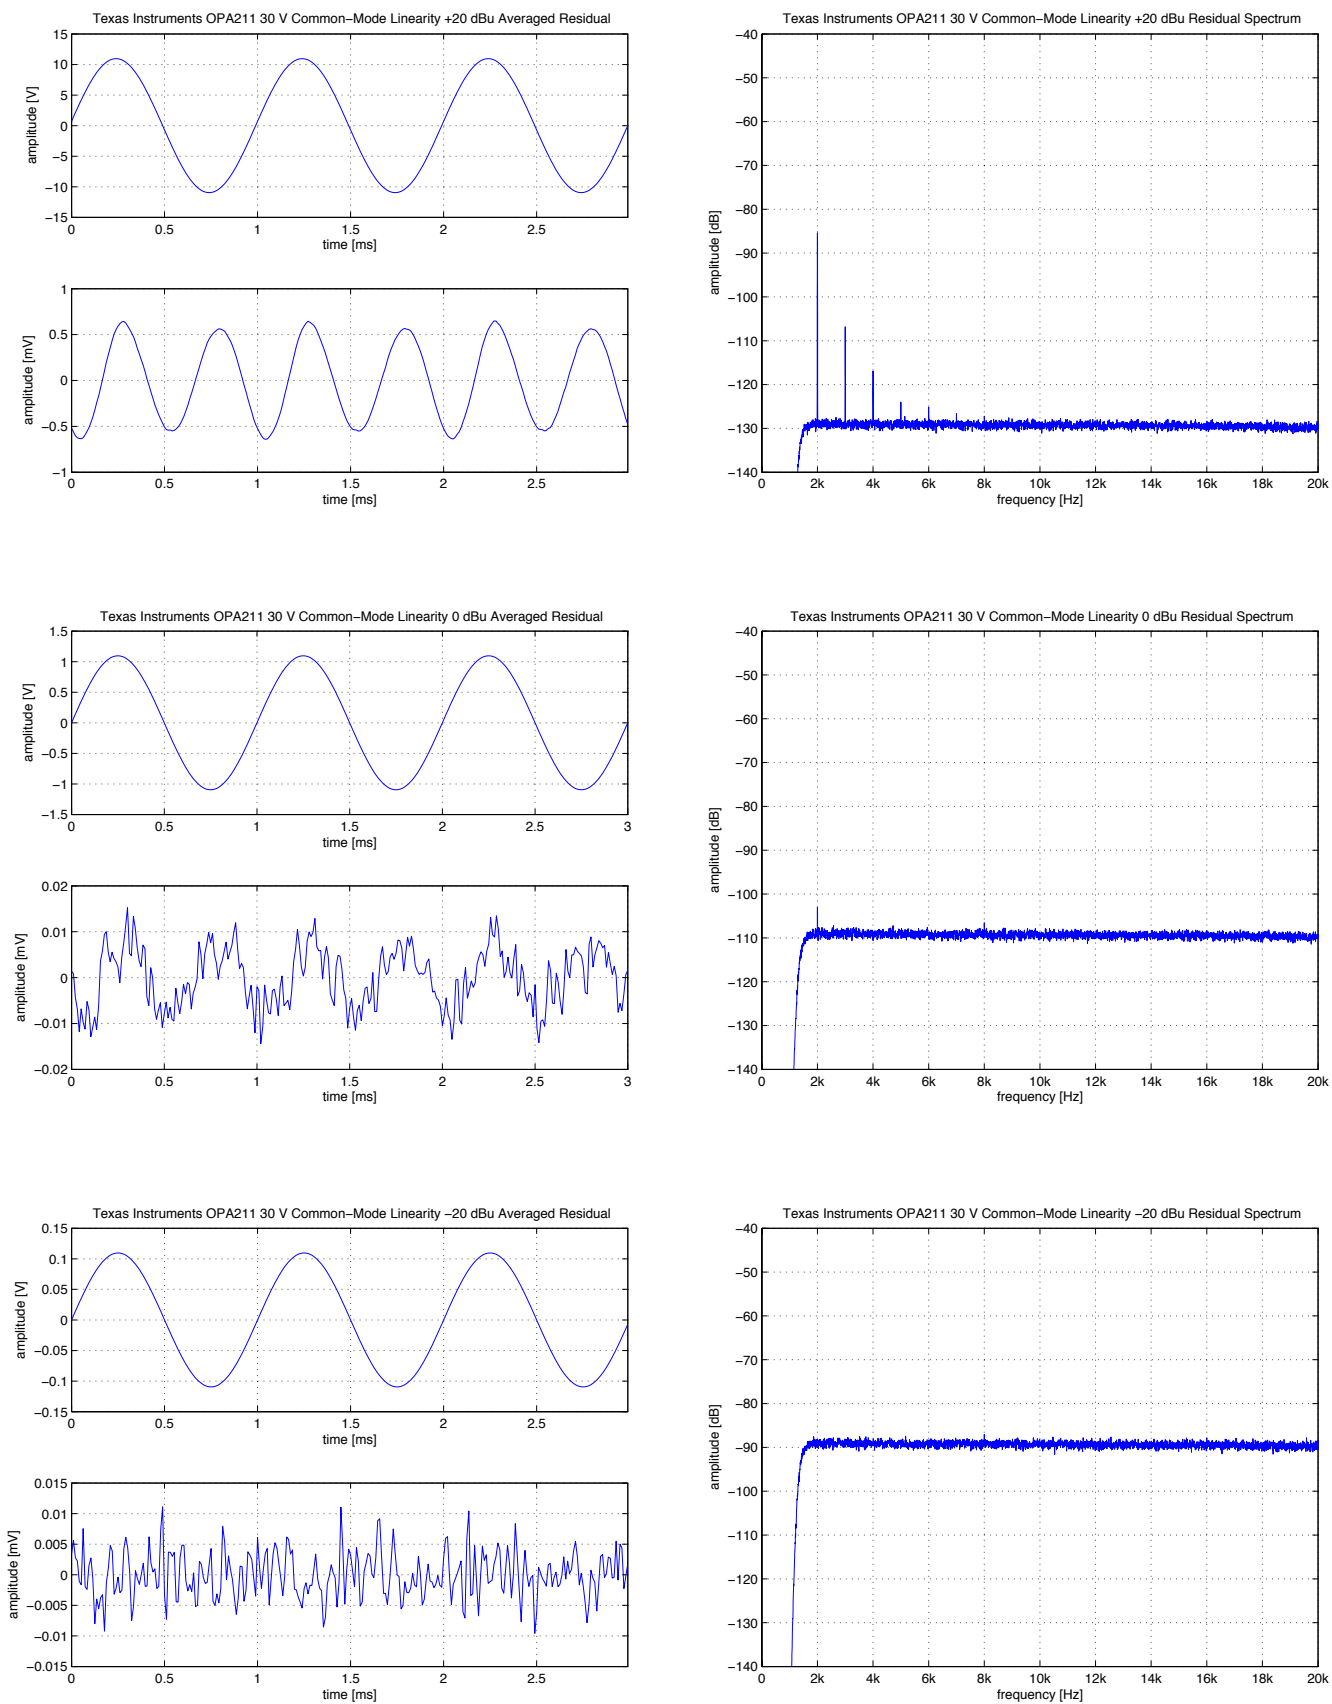 Texas Instruments OPA211 30 V Common−Mode Linearity +20 dBu Averaged Residual
15
10
5
0
−5
−10
−15
amplitude [V]
0 0.5 1 1.5 2 2.5
time [ms]
1
0.5
0
−0.5
−1
amplitude [mV]
0 0.5 1 1.5 2 2.5
time [ms]
Texas Instruments OPA211 30 V Common−Mode Linearity +20 dBu Residual Spectrum
−40
−50
−60
−70
−80
−90
−100
−110
−120
−130
−140
amplitude [dB]
0 2k 4k 6k 8k 10k 12k 14k 16k 18k 20k
frequency [Hz]
Texas Instruments OPA211 30 V Common−Mode Linearity 0 dBu Averaged Residual
1.5
1
0.5
0
−0.5
−1
−1.5
amplitude [V]
0 0.5 1 1.5 2 2.5 3
time [ms]
0.02
0.01
0
−0.01
−0.02
amplitude [mV]
0 0.5 1 1.5 2 2.5 3
time [ms]
Texas Instruments OPA211 30 V Common−Mode Linearity 0 dBu Residual Spectrum
−40
−50
−60
−70
−80
−90
−100
−110
−120
−130
−140
amplitude [dB]
0 2k 4k 6k 8k 10k 12k 14k 16k 18k 20k
frequency [Hz]
Texas Instruments OPA211 30 V Common−Mode Linearity −20 dBu Averaged Residual
0.15
0.1
0.05
0
−0.05
−0.1
−0.15
amplitude [V]
0 0.5 1 1.5 2 2.5
time [ms]
0.015
0.01
0.005
0
−0.005
−0.01
−0.015
amplitude [mV]
0 0.5 1 1.5 2 2.5
time [ms]
Texas Instruments OPA211 30 V Common−Mode Linearity −20 dBu Residual Spectrum
−40
−50
−60
−70
−80
−90
−100
−110
−120
−130
−140
amplitude [dB]
0 2k 4k 6k 8k 10k 12k 14k 16k 18k 20k
frequency [Hz]